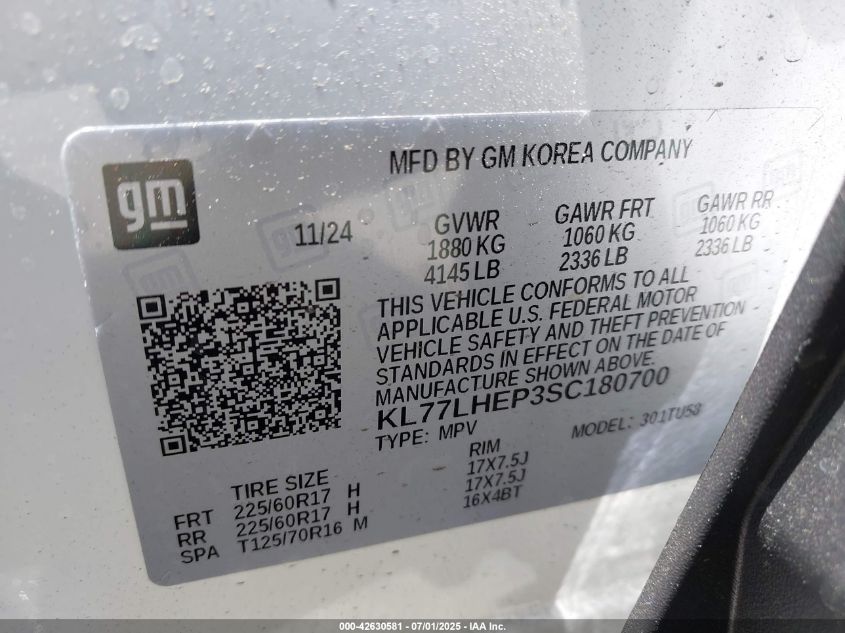 MFD BY GM KOREA COMPANY
gm
11/24
GVWR GAWR FRT GAWR RR
1880 KG 1060 KG 1060 KG
4145 LB 2336 LB 2336 LB
THIS VEHICLE CONFORMS TO ALL
APPLICABLE U.S. FEDERAL MOTOR
VEHICLE SAFETY AND THEFT PREVENTION
STANDARDS IN EFFECT ON THE DATE OF
MANUFACTURE SHOWN ABOVE.
KL77LHEP3SC180700
TYPE: MPV MODEL: 301TU58
TIRE SIZE RIM
FRT 225/60R17 H 17X7.5J
RR 225/60R17 H 17X7.5J
SPA T125/70R16 M 16X4BT
000-42630581 - 07/01/2025 - IAA Inc.